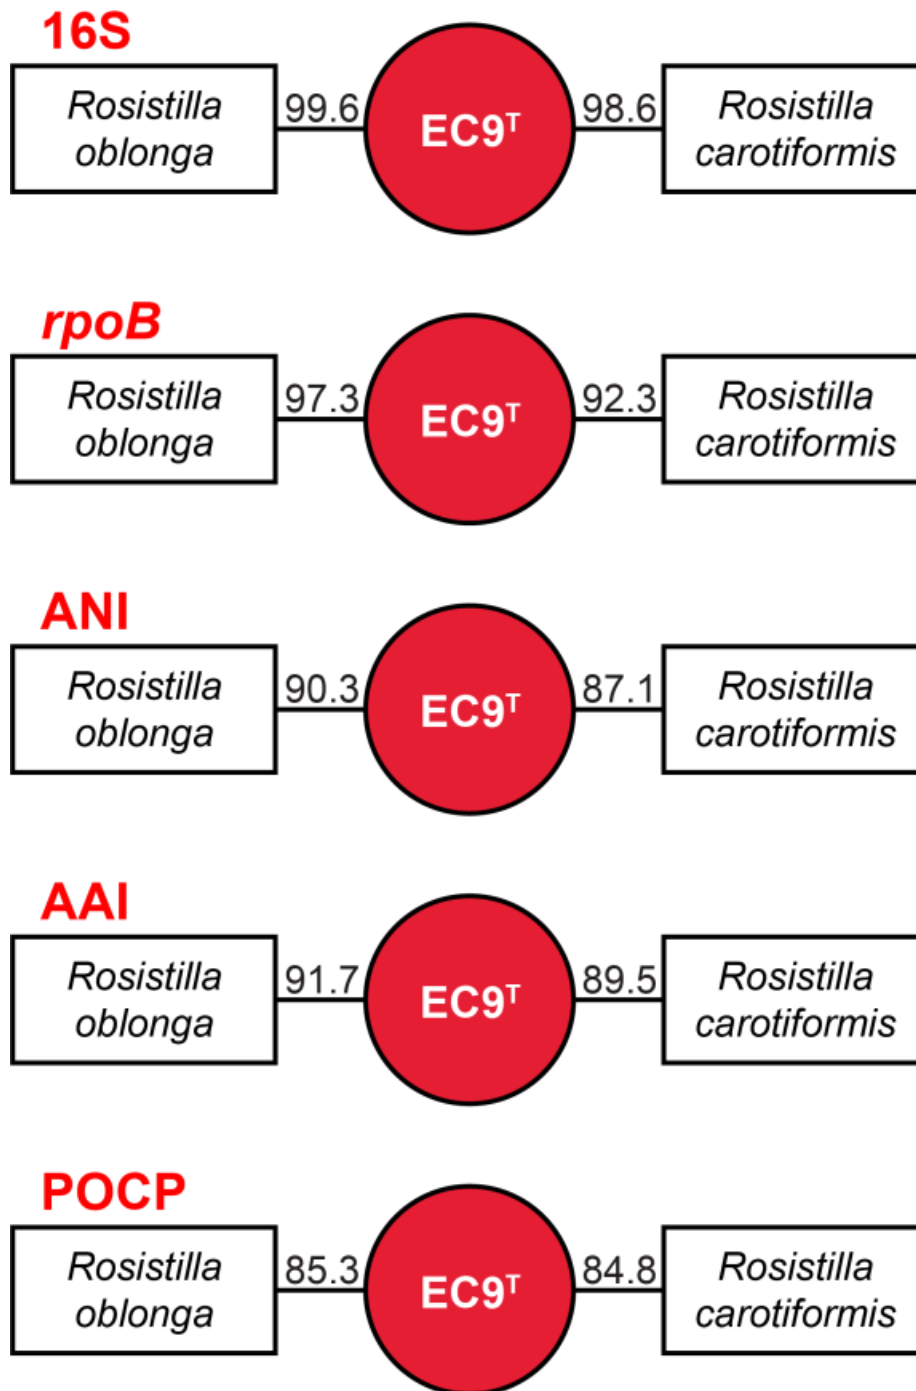 16S
Rosistilla
oblonga
99.6
EC9ᵀ
98.6
Rosistilla
carotiformis
rpoB
Rosistilla
oblonga
97.3
EC9ᵀ
92.3
Rosistilla
carotiformis
ANI
Rosistilla
oblonga
90.3
EC9ᵀ
87.1
Rosistilla
carotiformis
AAI
Rosistilla
oblonga
91.7
EC9ᵀ
89.5
Rosistilla
carotiformis
POCP
Rosistilla
oblonga
85.3
EC9ᵀ
84.8
Rosistilla
carotiformis